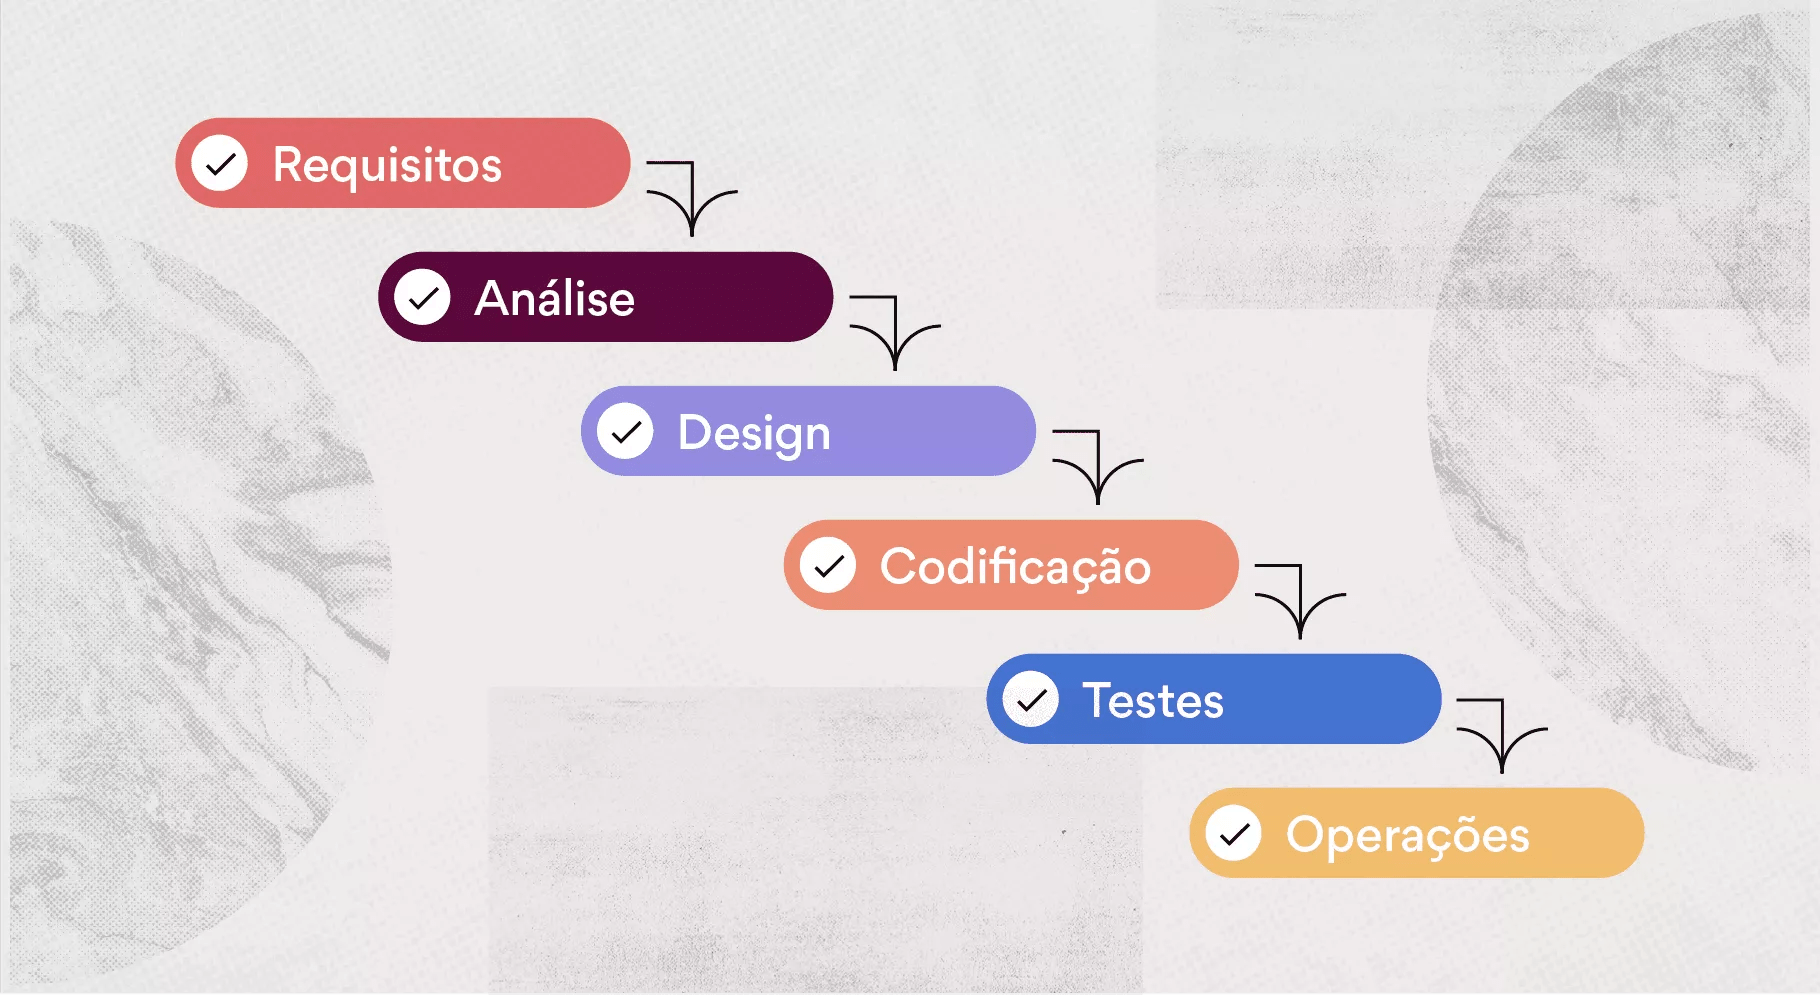 Requisitos
Análise
Design
Codificação
Testes
Operações